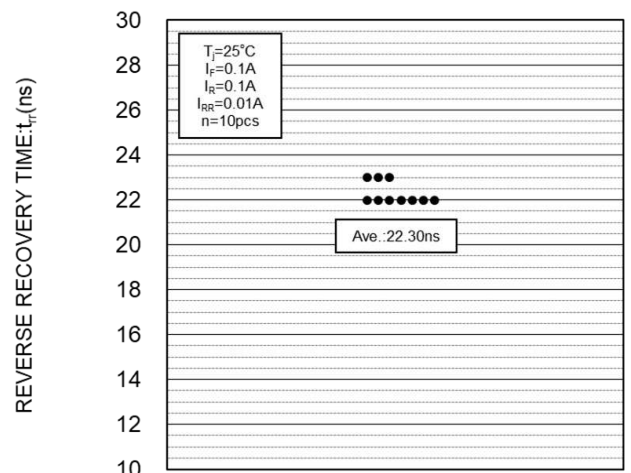 REVERSE RECOVERY TIME:trr(ns)
30
28
26
24
22
20
18
16
14
12
10
Tj=25°C
IF=0.1A
IR=0.1A
IRR=0.01A
n=10pcs
Ave.:22.30ns